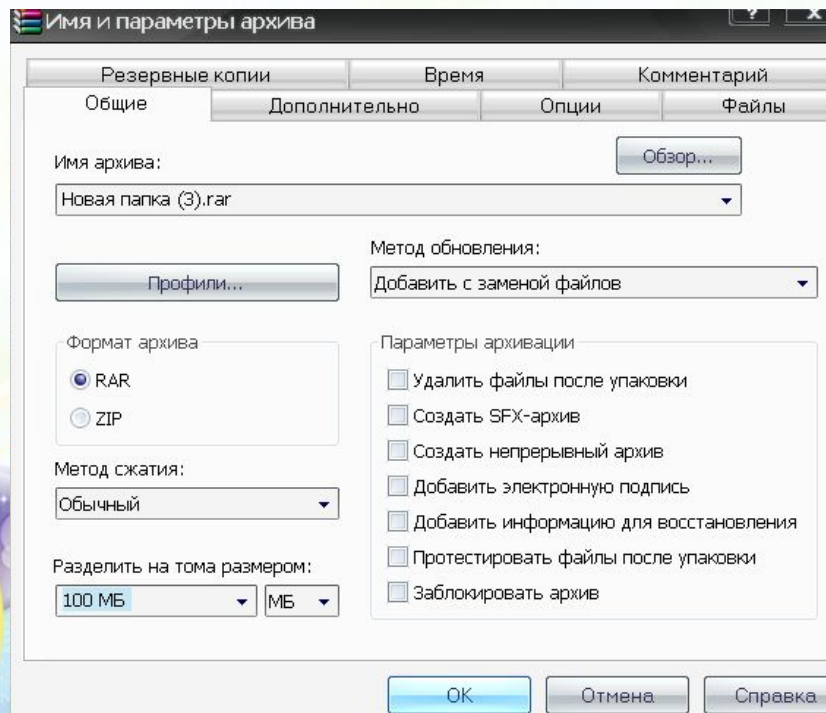 Имя и параметры архива
? x
Резервные копии Время Комментарий
Общие Дополнительно Опции Файлы
Имя архива: Обзор...
Новая папка (3).rar
Метод обновления:
Профили... Добавить с заменой файлов
Формат архива Параметры архивации
RAR Удалить файлы после упаковки
ZIP Создать SFX-архив
Создать непрерывный архив
Метод сжатия: Добавить электронную подпись
Обычный Добавить информацию для восстановления
Разделить на тома размером: Протестировать файлы после упаковки
100 МБ МБ Заблокировать архив
ОК Отмена Справка